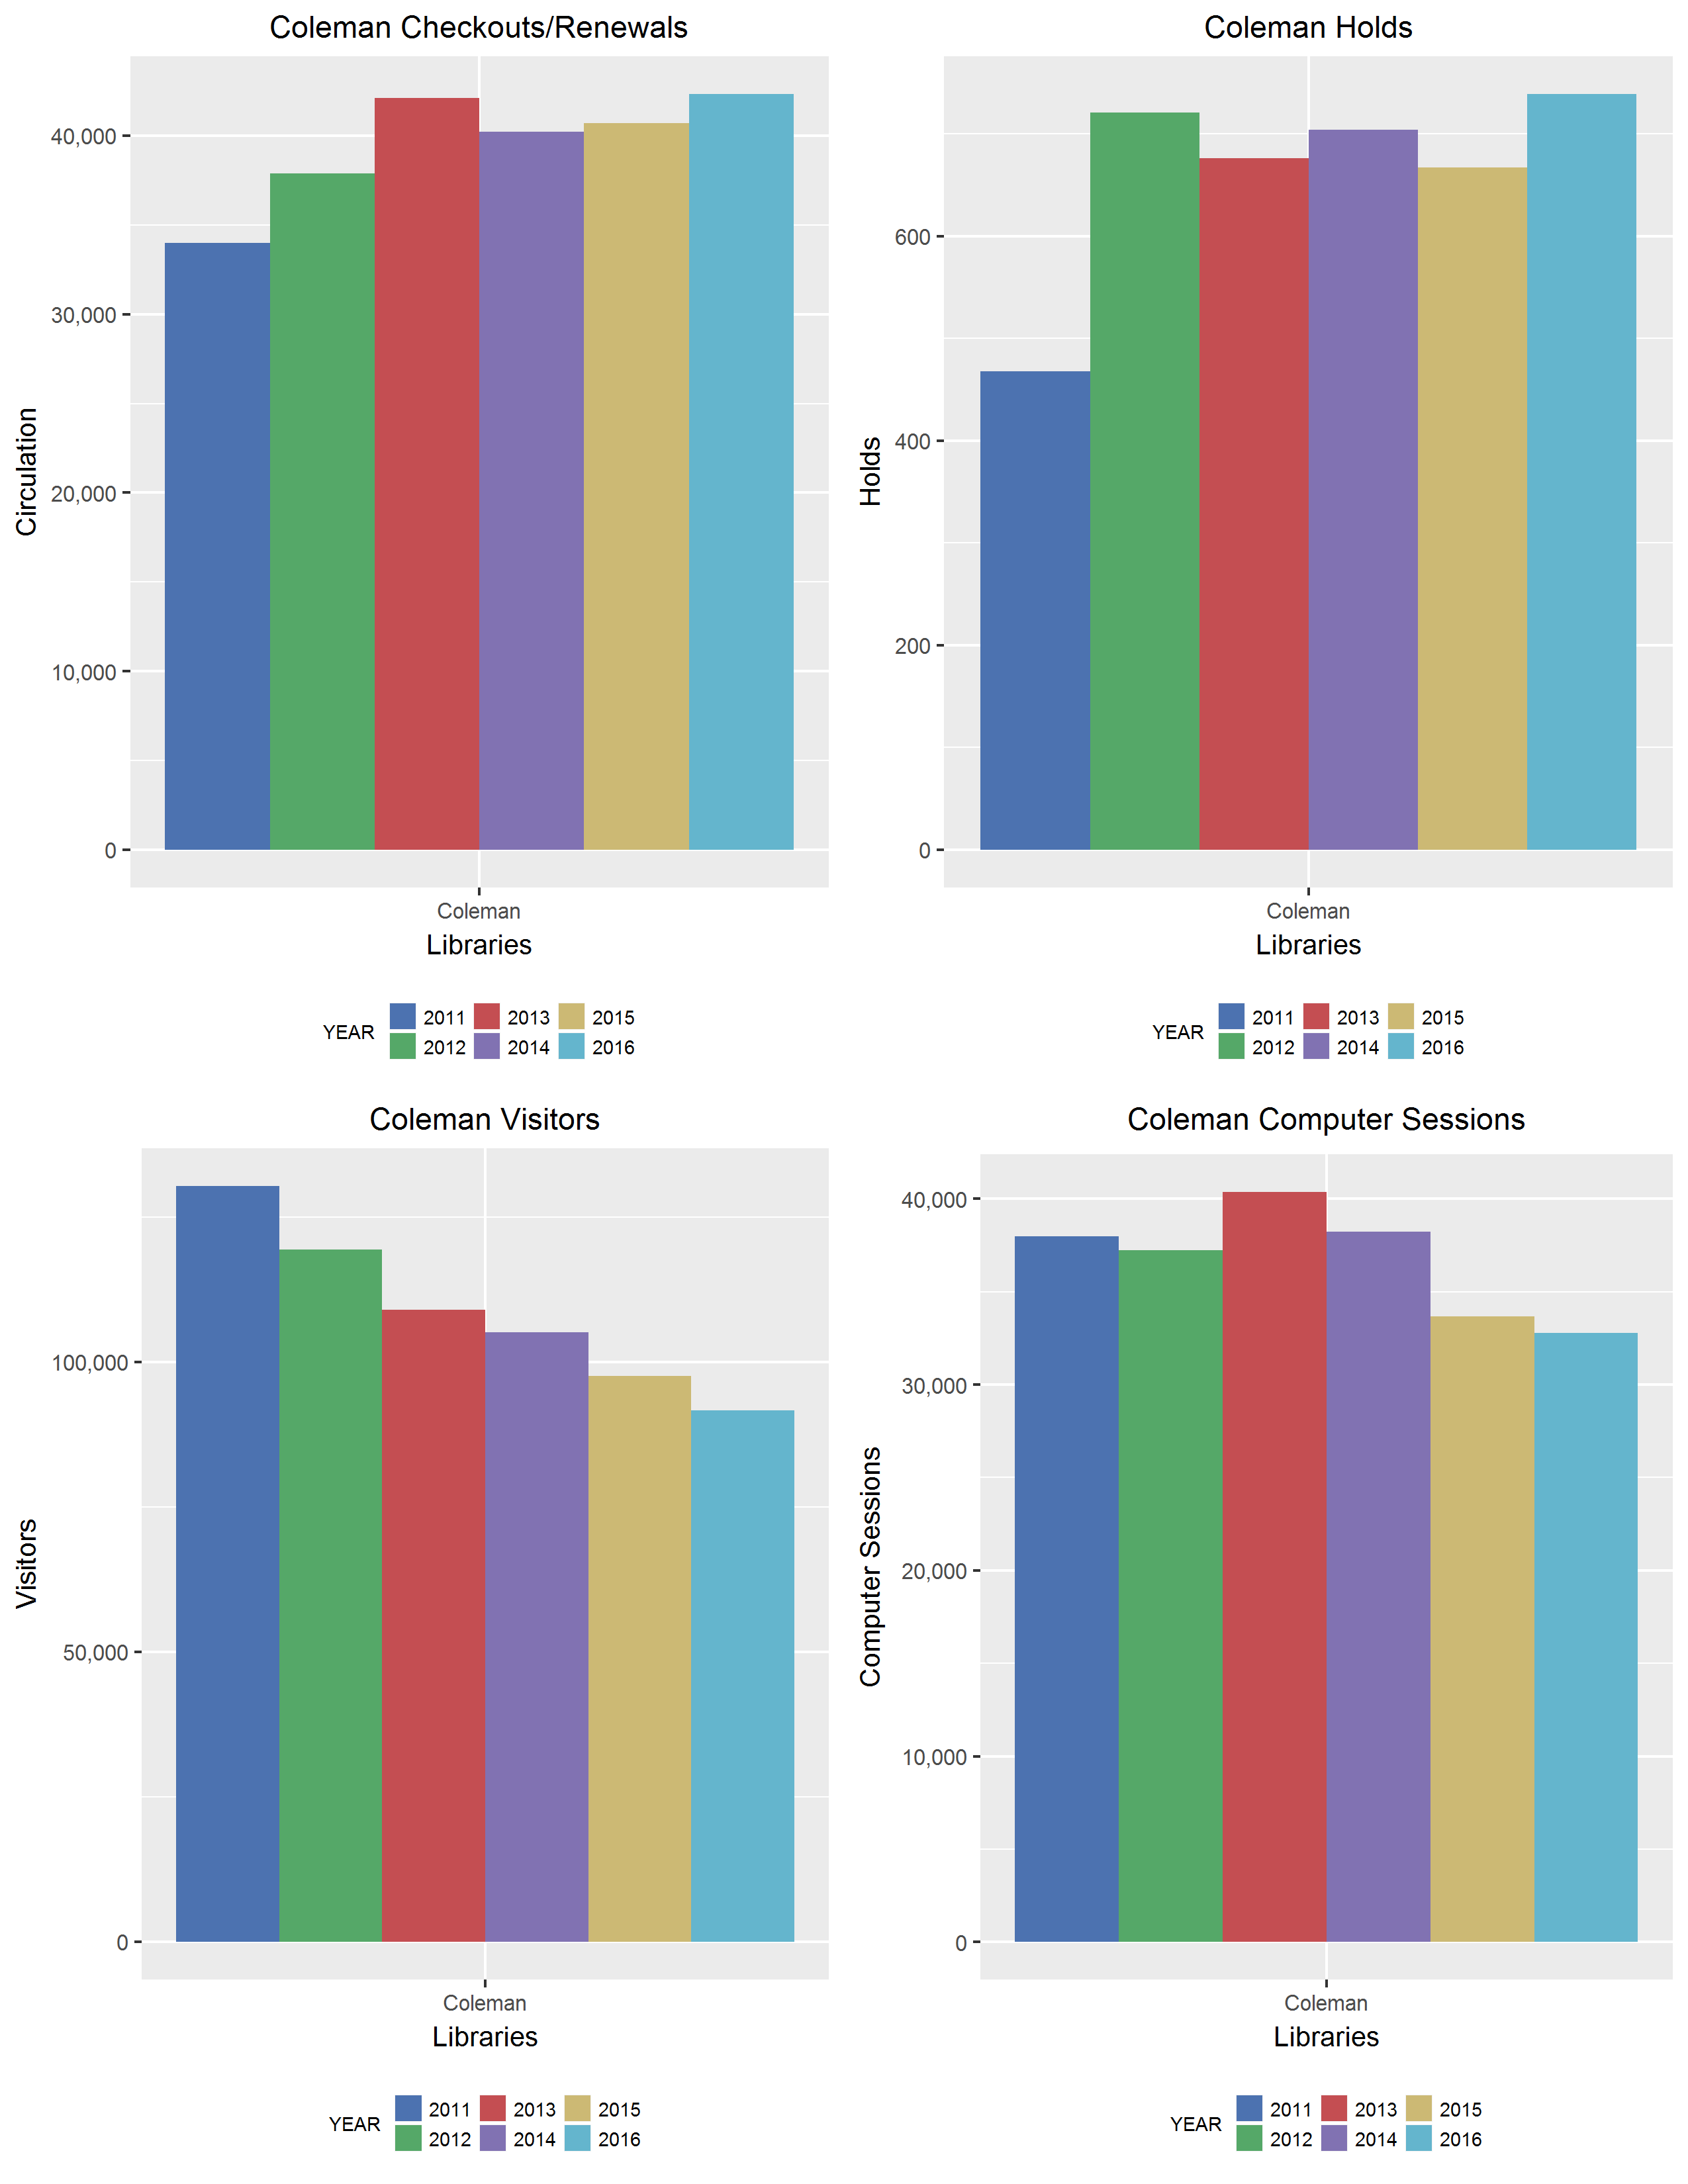 Coleman Checkouts/Renewals
Circulation
40,000
30,000
20,000
10,000
0
Coleman
Libraries
YEAR
2011 2013 2015
2012 2014 2016
Coleman Holds
Holds
600
400
200
0
Coleman
Libraries
YEAR
2011 2013 2015
2012 2014 2016
Coleman Visitors
Visitors
100,000
50,000
0
Coleman
Libraries
YEAR
2011 2013 2015
2012 2014 2016
Coleman Computer Sessions
Computer Sessions
40,000
30,000
20,000
10,000
0
Coleman
Libraries
YEAR
2011 2013 2015
2012 2014 2016